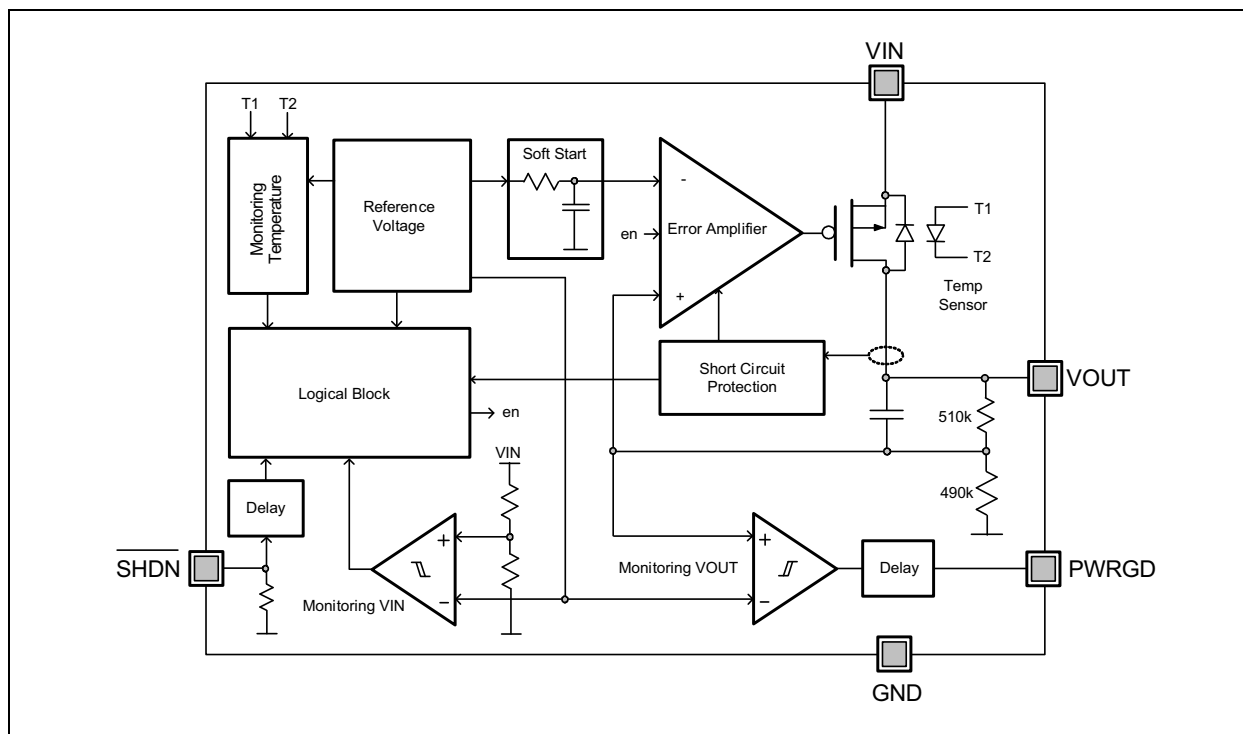 VIN
T1 T2
Monitoring
Temperature
Reference
Voltage
Soft Start
-
en
+
Error Amplifier
T1
T2
Temp
Sensor
Logical Block
en
Short Circuit
Protection
VOUT
510k
490k
VIN
Delay
SHDN
+
−
Monitoring VIN
Monitoring VOUT
+
−
Delay
PWRGD
GND